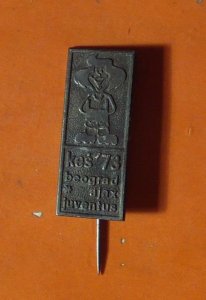 keš '73
beograd
ajax
juventus